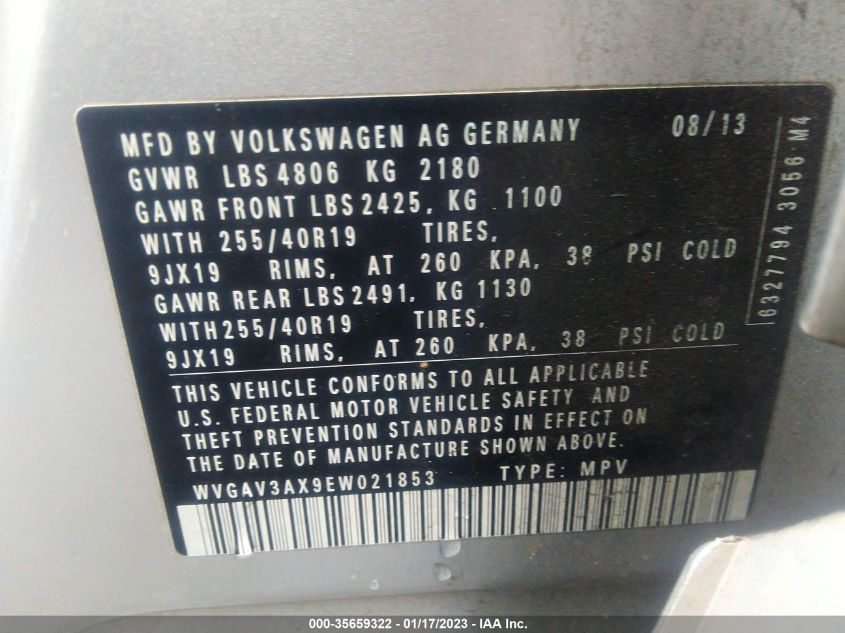 MFD BY VOLKSWAGEN AG GERMANY 08/13
GVWR LBS 4806 KG 2180
GAWR FRONT LBS 2425, KG 1100
WITH 255/40R19 TIRES,
9JX19 RIMS, AT 260 KPA, 38 PSI COLD
GAWR REAR LBS 2491, KG 1130
WITH 255/40R19 TIRES,
9JX19 RIMS, AT 260 KPA, 38 PSI COLD
THIS VEHICLE CONFORMS TO ALL APPLICABLE
U.S. FEDERAL MOTOR VEHICLE SAFETY AND
THEFT PREVENTION STANDARDS IN EFFECT ON
THE DATE OF MANUFACTURE SHOWN ABOVE.
WVGAV3AX9EW021853 TYPE: MPV
6327794 3056 M4
000-35659322 - 01/17/2023 - IAA Inc.